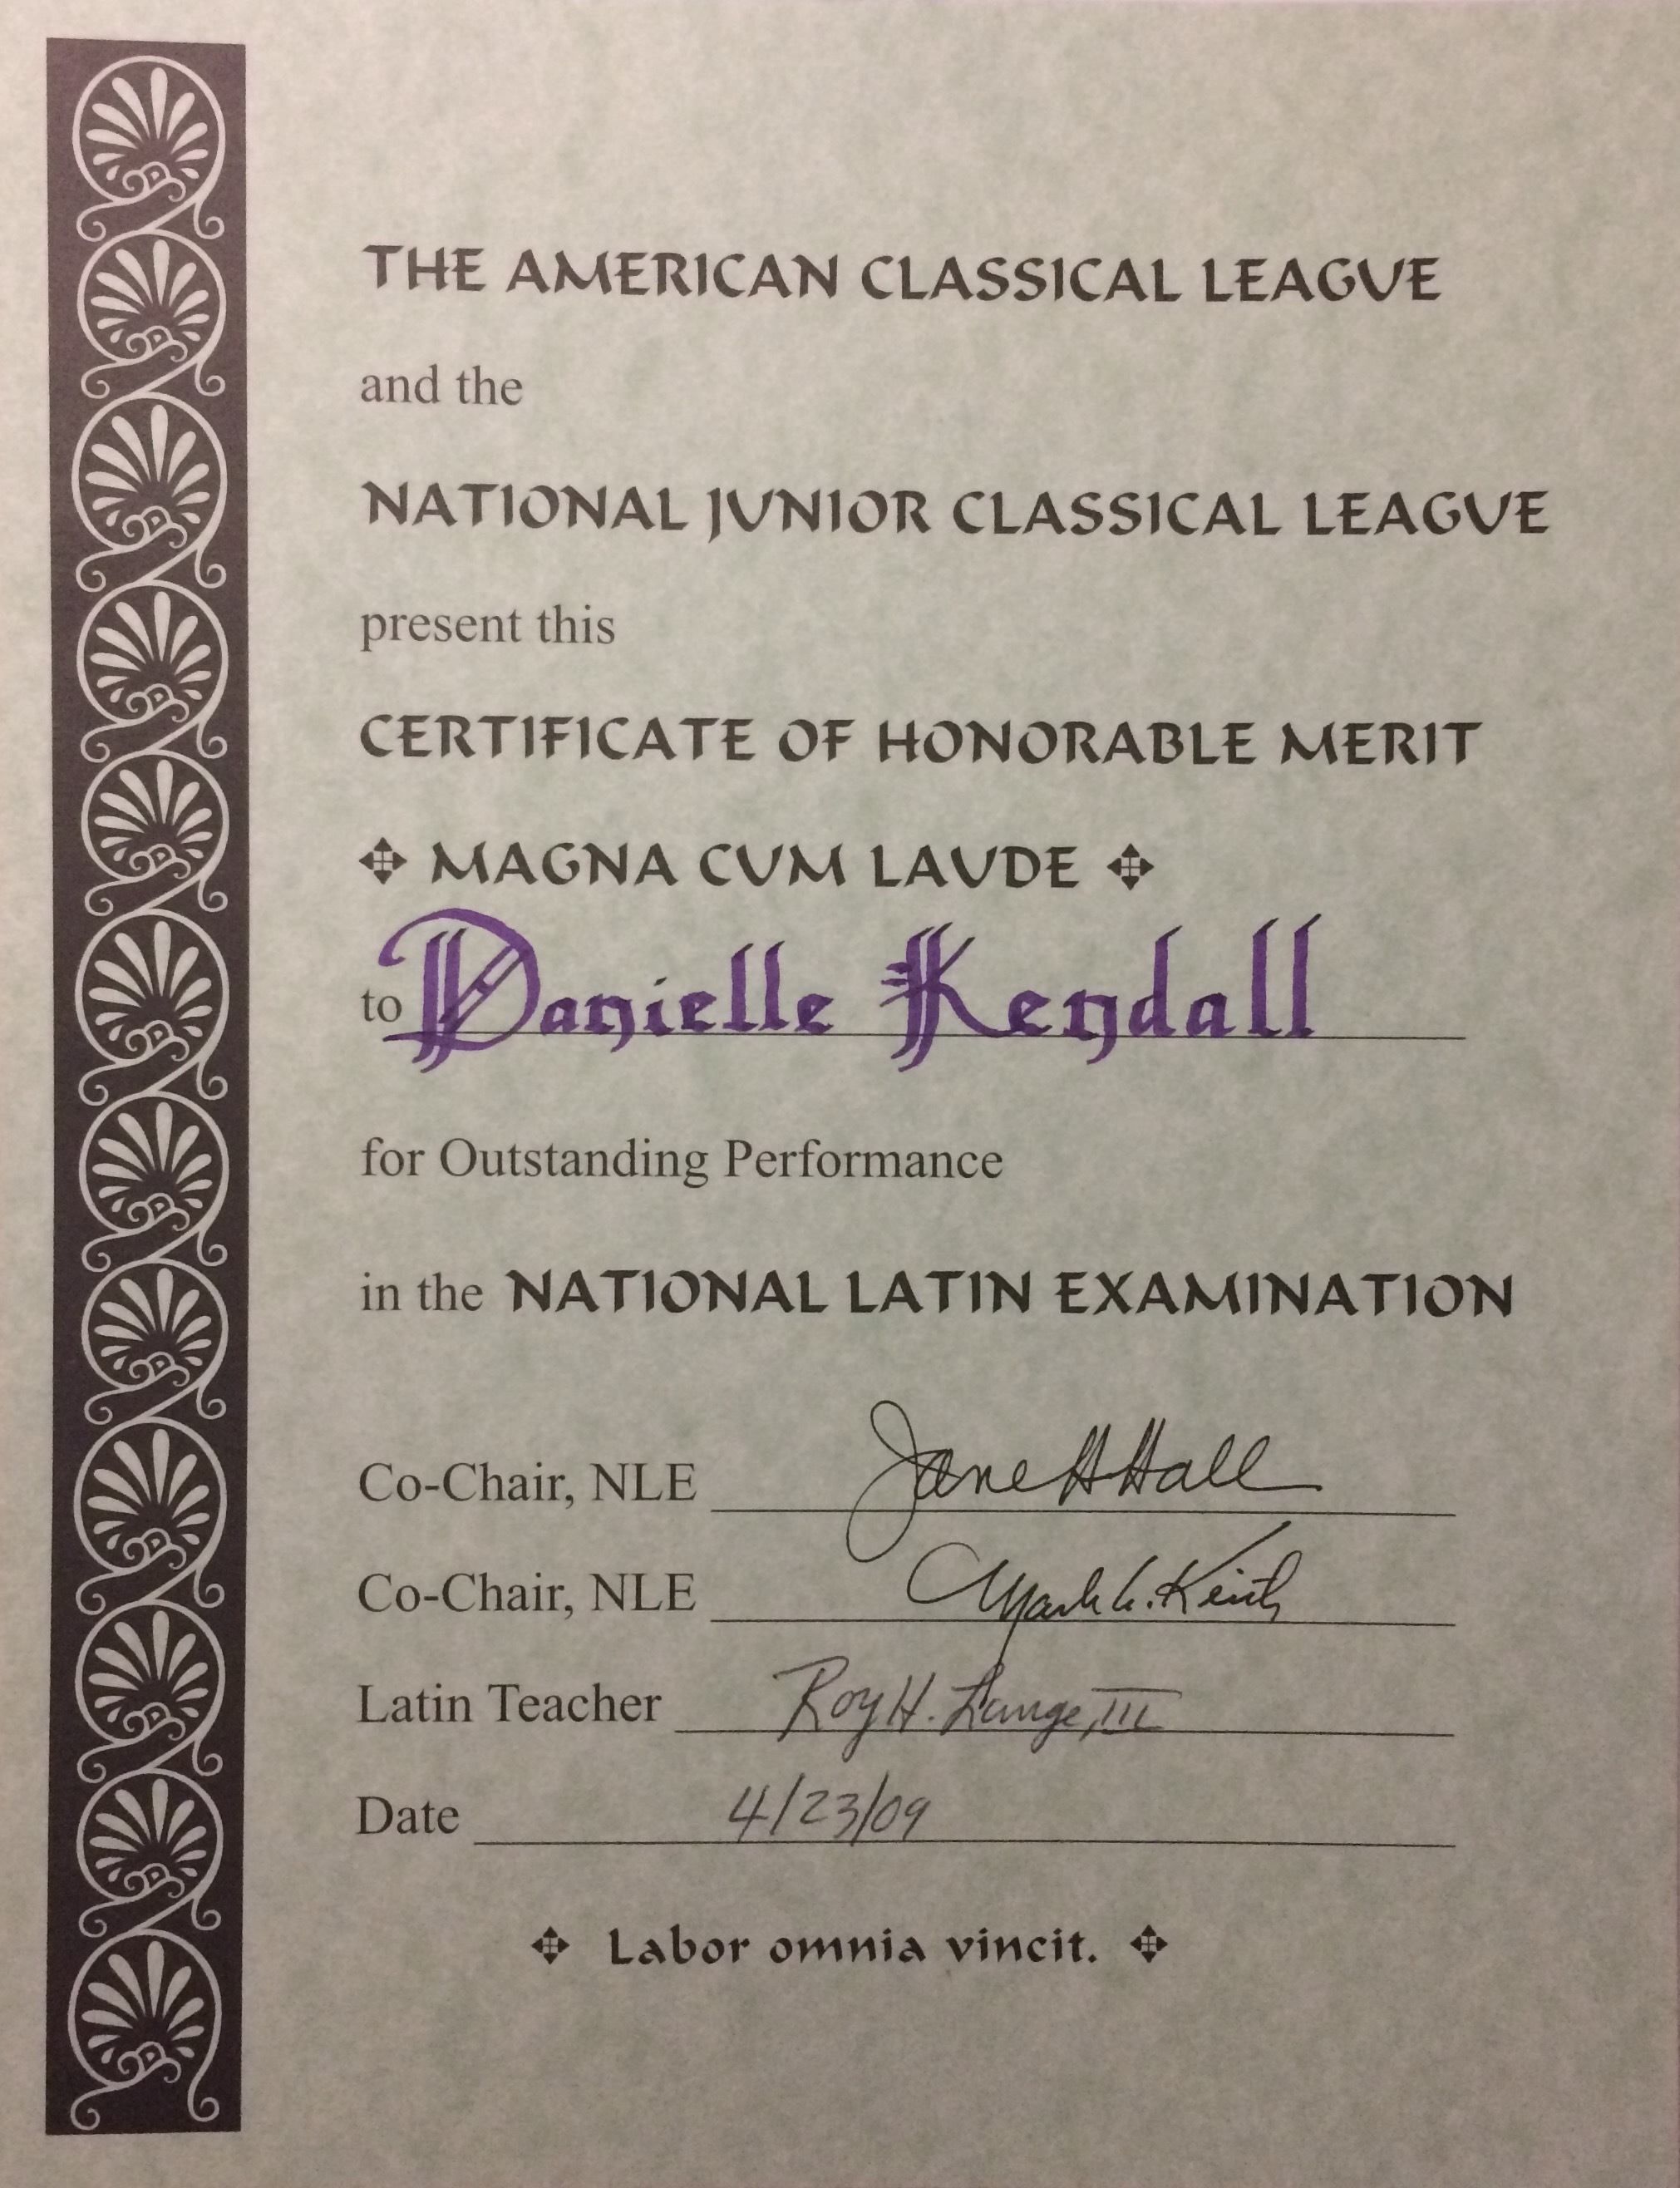 THE AMERICAN CLASSICAL LEAGUE
and the
NATIONAL JUNIOR CLASSICAL LEAGUE
present this
CERTIFICATE OF HONORABLE MERIT
MAGNA CUM LAUDE
to Danielle Kendall
for Outstanding Performance
in the NATIONAL LATIN EXAMINATION
Co-Chair, NLE Jane H Hall
Co-Chair, NLE Mark Keith
Latin Teacher Roy H. Lange, III
Date 4/23/09
Labor omnia vincit.